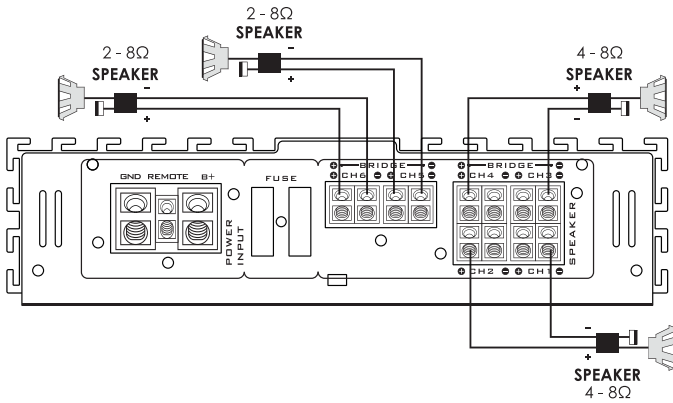 2 - 8Ω
SPEAKER
-
+
2 - 8Ω
SPEAKER
-
+
4 - 8Ω
SPEAKER
+
-
GND REMOTE B+
FUSE
POWER
INPUT
+ BRIDGE -
+ CH6 - + CH5 -
+ BRIDGE -
+ CH4 - + CH3 -
SPEAKER
+ CH2 - + CH1 -
-
+
SPEAKER
4 - 8Ω